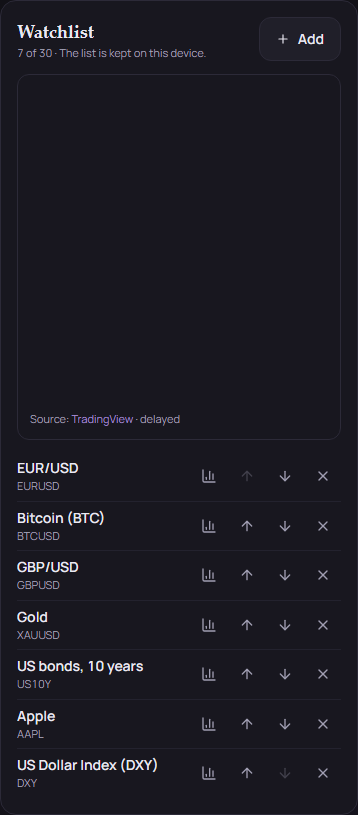 Watchlist
7 of 30 · The list is kept on this device.
+ Add
Source: TradingView · delayed
EUR/USD
EURUSD
Bitcoin (BTC)
BTCUSD
GBP/USD
GBPUSD
Gold
XAUUSD
US bonds, 10 years
US10Y
Apple
AAPL
US Dollar Index (DXY)
DXY